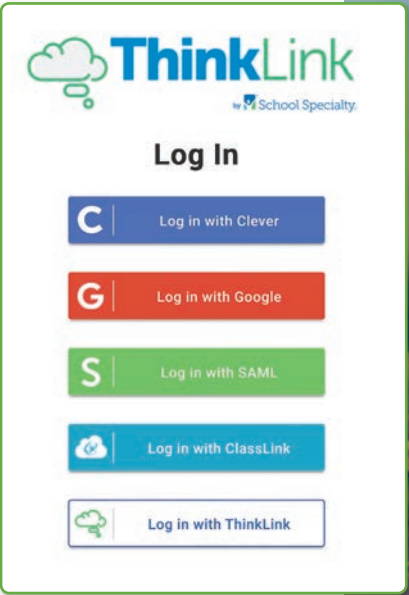 ThinkLink
by School Specialty.
Log In
C Log in with Clever
G Log in with Google
S Log in with SAML
Log in with ClassLink
Log in with ThinkLink